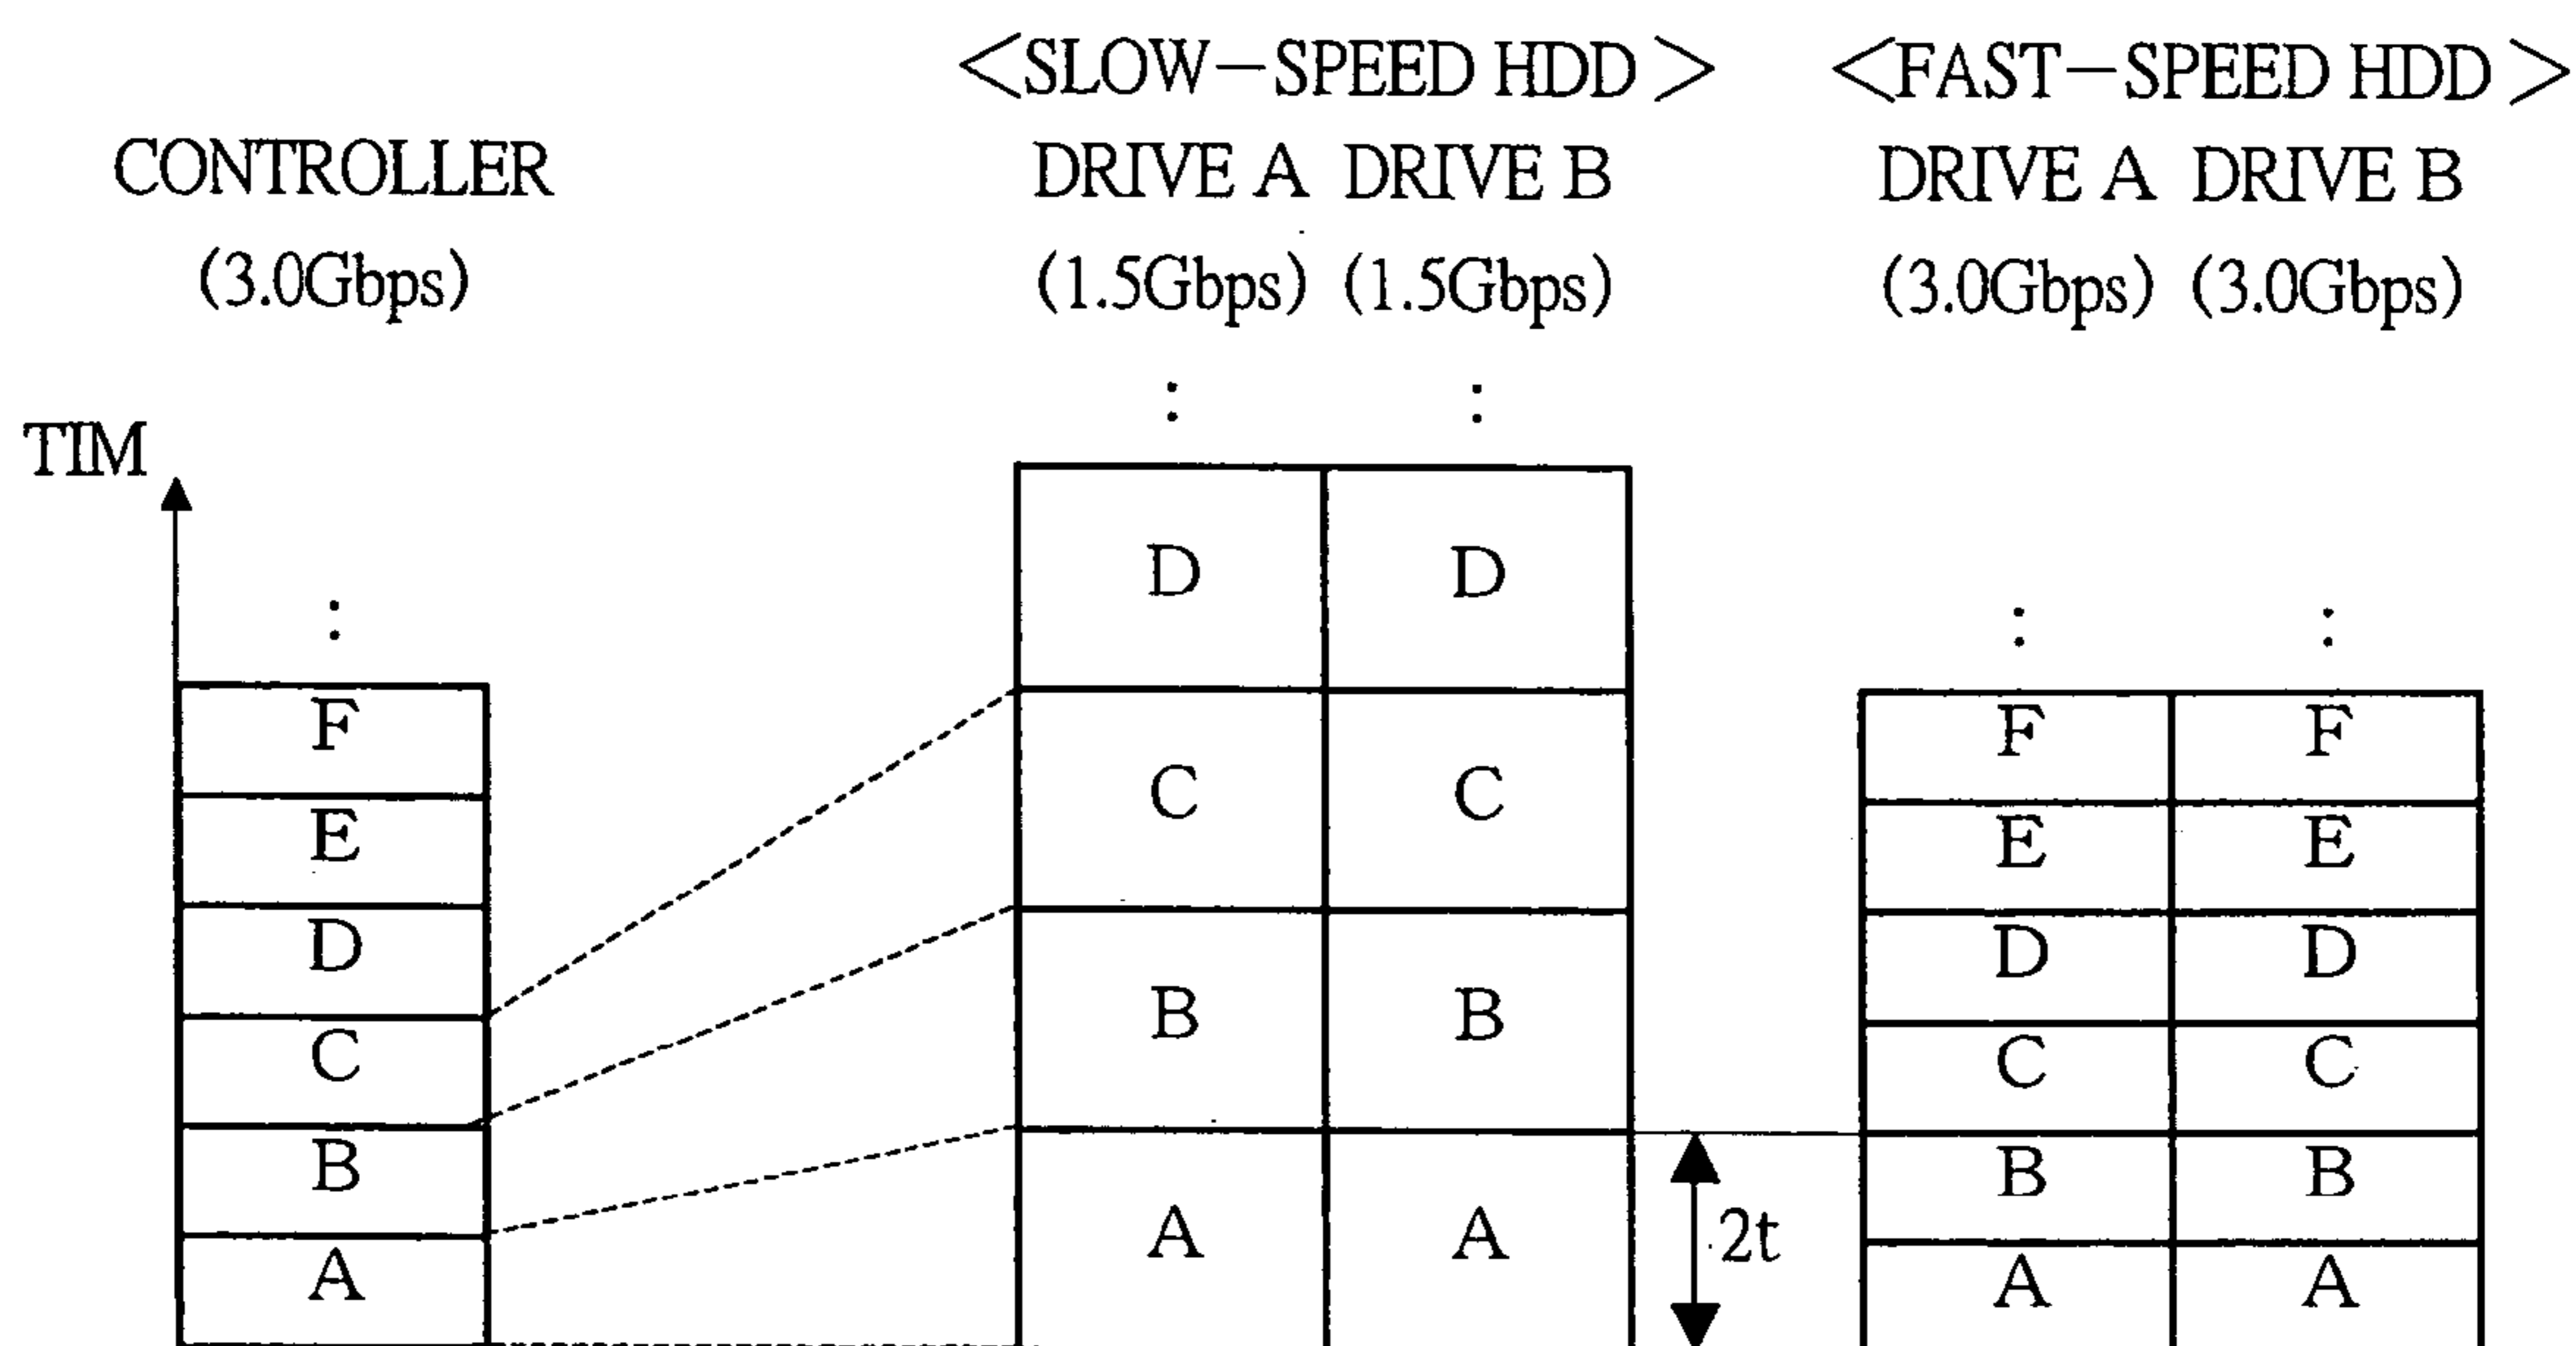 <SLOW-SPEED HDD> <FAST-SPEED HDD>
CONTROLLER DRIVE A DRIVE B DRIVE A DRIVE B
(3.0Gbps) (1.5Gbps) (1.5Gbps) (3.0Gbps) (3.0Gbps)
: :
TIM
D D
: : :
F F F
C C
E E E
D D D
B B
C C C
B B B
A A 2t
A A A